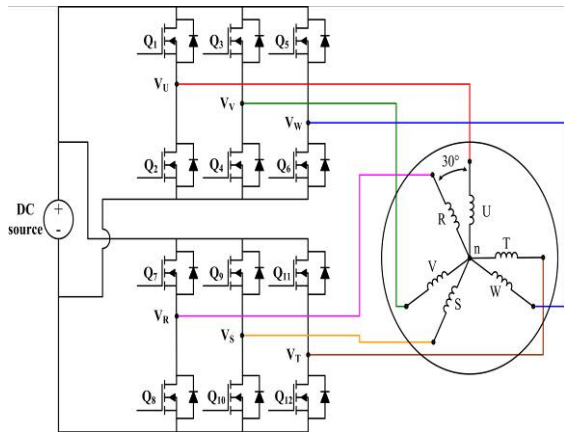 Q1
Q3
Q5
VU
VV
VW
Q2
Q4
Q6
30°
R
U
n
T
V
S
W
DC
source
+
-
Q7
Q9
Q11
VR
VS
VT
Q8
Q10
Q12